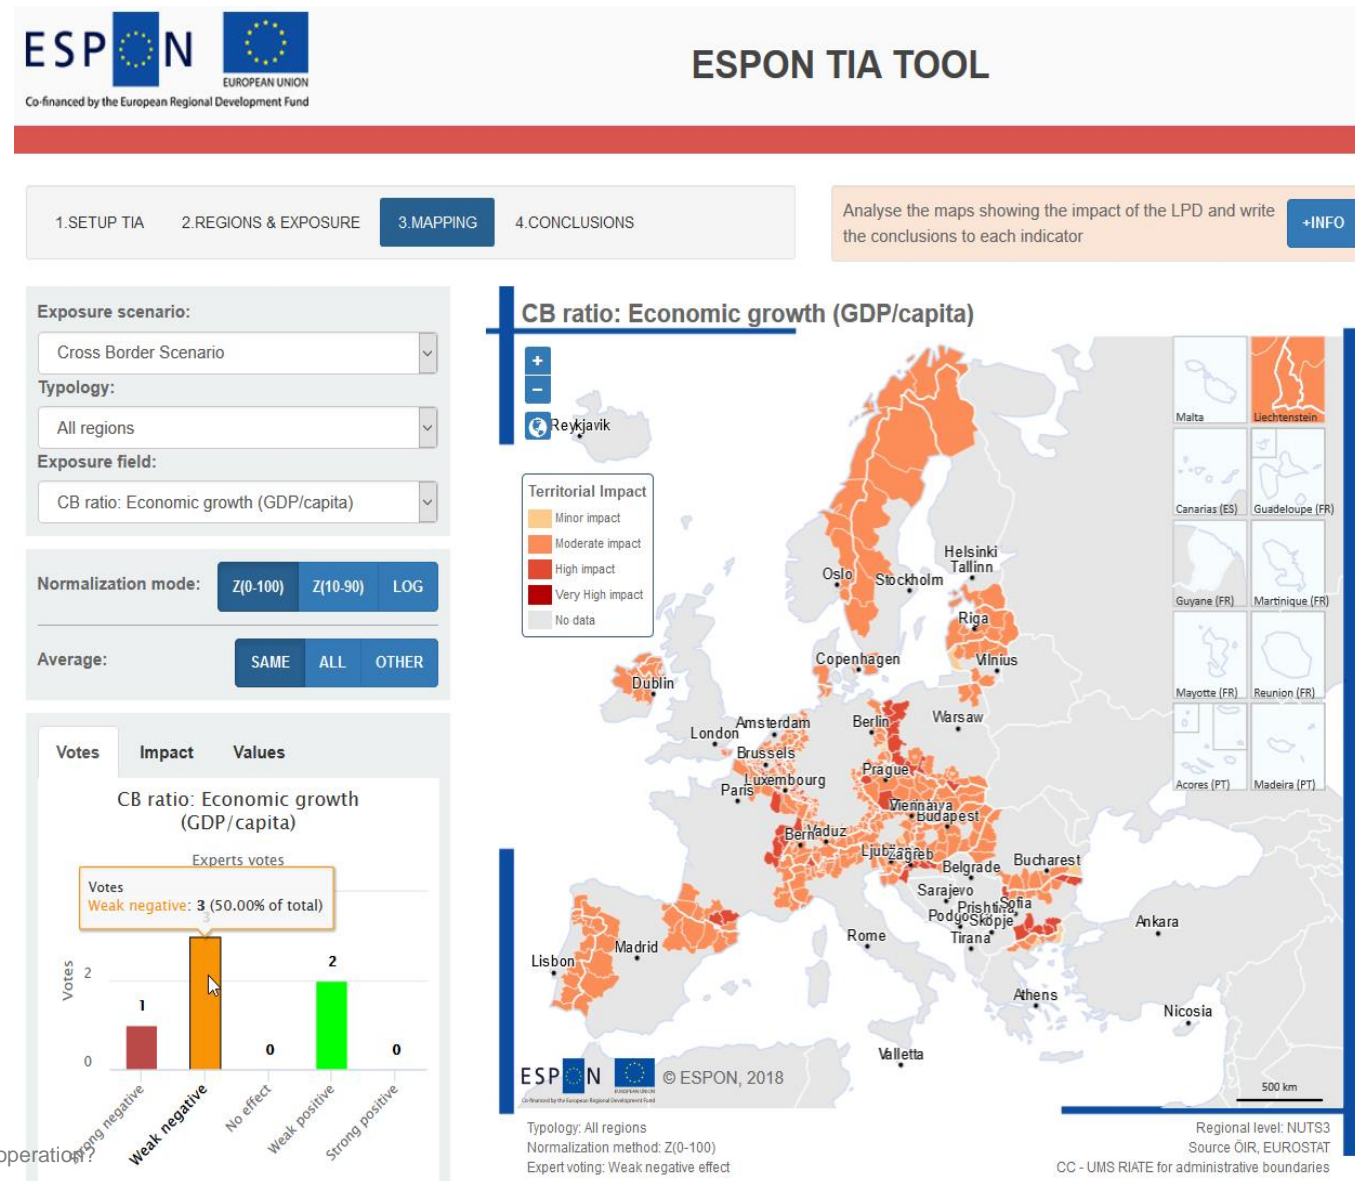 ESPON
EUROPEAN UNION
Co-financed by the European Regional Development Fund
ESPON TIA TOOL
1.SETUP TIA
2.REGIONS & EXPOSURE
3.MAPPING
4.CONCLUSIONS
Analyse the maps showing the impact of the LPD and write
the conclusions to each indicator
+INFO
Exposure scenario:
Cross Border Scenario
Typology:
All regions
Exposure field:
CB ratio: Economic growth (GDP/capita)
Normalization mode:
Z(0-100)
Z(10-90)
LOG
Average:
SAME
ALL
OTHER
Votes
Impact
Values
CB ratio: Economic growth
(GDP/capita)
Experts votes
Votes
Weak negative: 3 (50.00% of total)
3
Votes
2
0
1
0
2
0
Strong negative
Weak negative
No effect
Weak positive
Strong positive
operation?
CB ratio: Economic growth (GDP/capita)
+
−
Reykjavik
Territorial Impact
Minor impact
Moderate impact
High impact
Very High impact
No data
Helsinki
Tallinn
Oslo
Stockholm
Riga
Copenhagen
Vilnius
Dublin
Amsterdam
Berlin
Warsaw
London
Brussels
Prague
Luxembourg
Paris
Budapest
Bern
Vaduz
Zagreb
Belgrade
Bucharest
Sarajevo
Sofia
Prishtina
Skopje
Tirana
Rome
Madrid
Lisbon
Ankara
Athens
Nicosia
Valletta
Malta
Liechtenstein
Canarias (ES)
Guadeloupe (FR)
Guyane (FR)
Martinique (FR)
Mayotte (FR)
Reunion (FR)
Acores (PT)
Madeira (PT)
ESPON
© ESPON, 2018
500 km
Typology: All regions
Normalization method: Z(0-100)
Expert voting: Weak negative effect
Regional level: NUTS3
Source ÖIR, EUROSTAT
CC - UMS RIATE for administrative boundaries